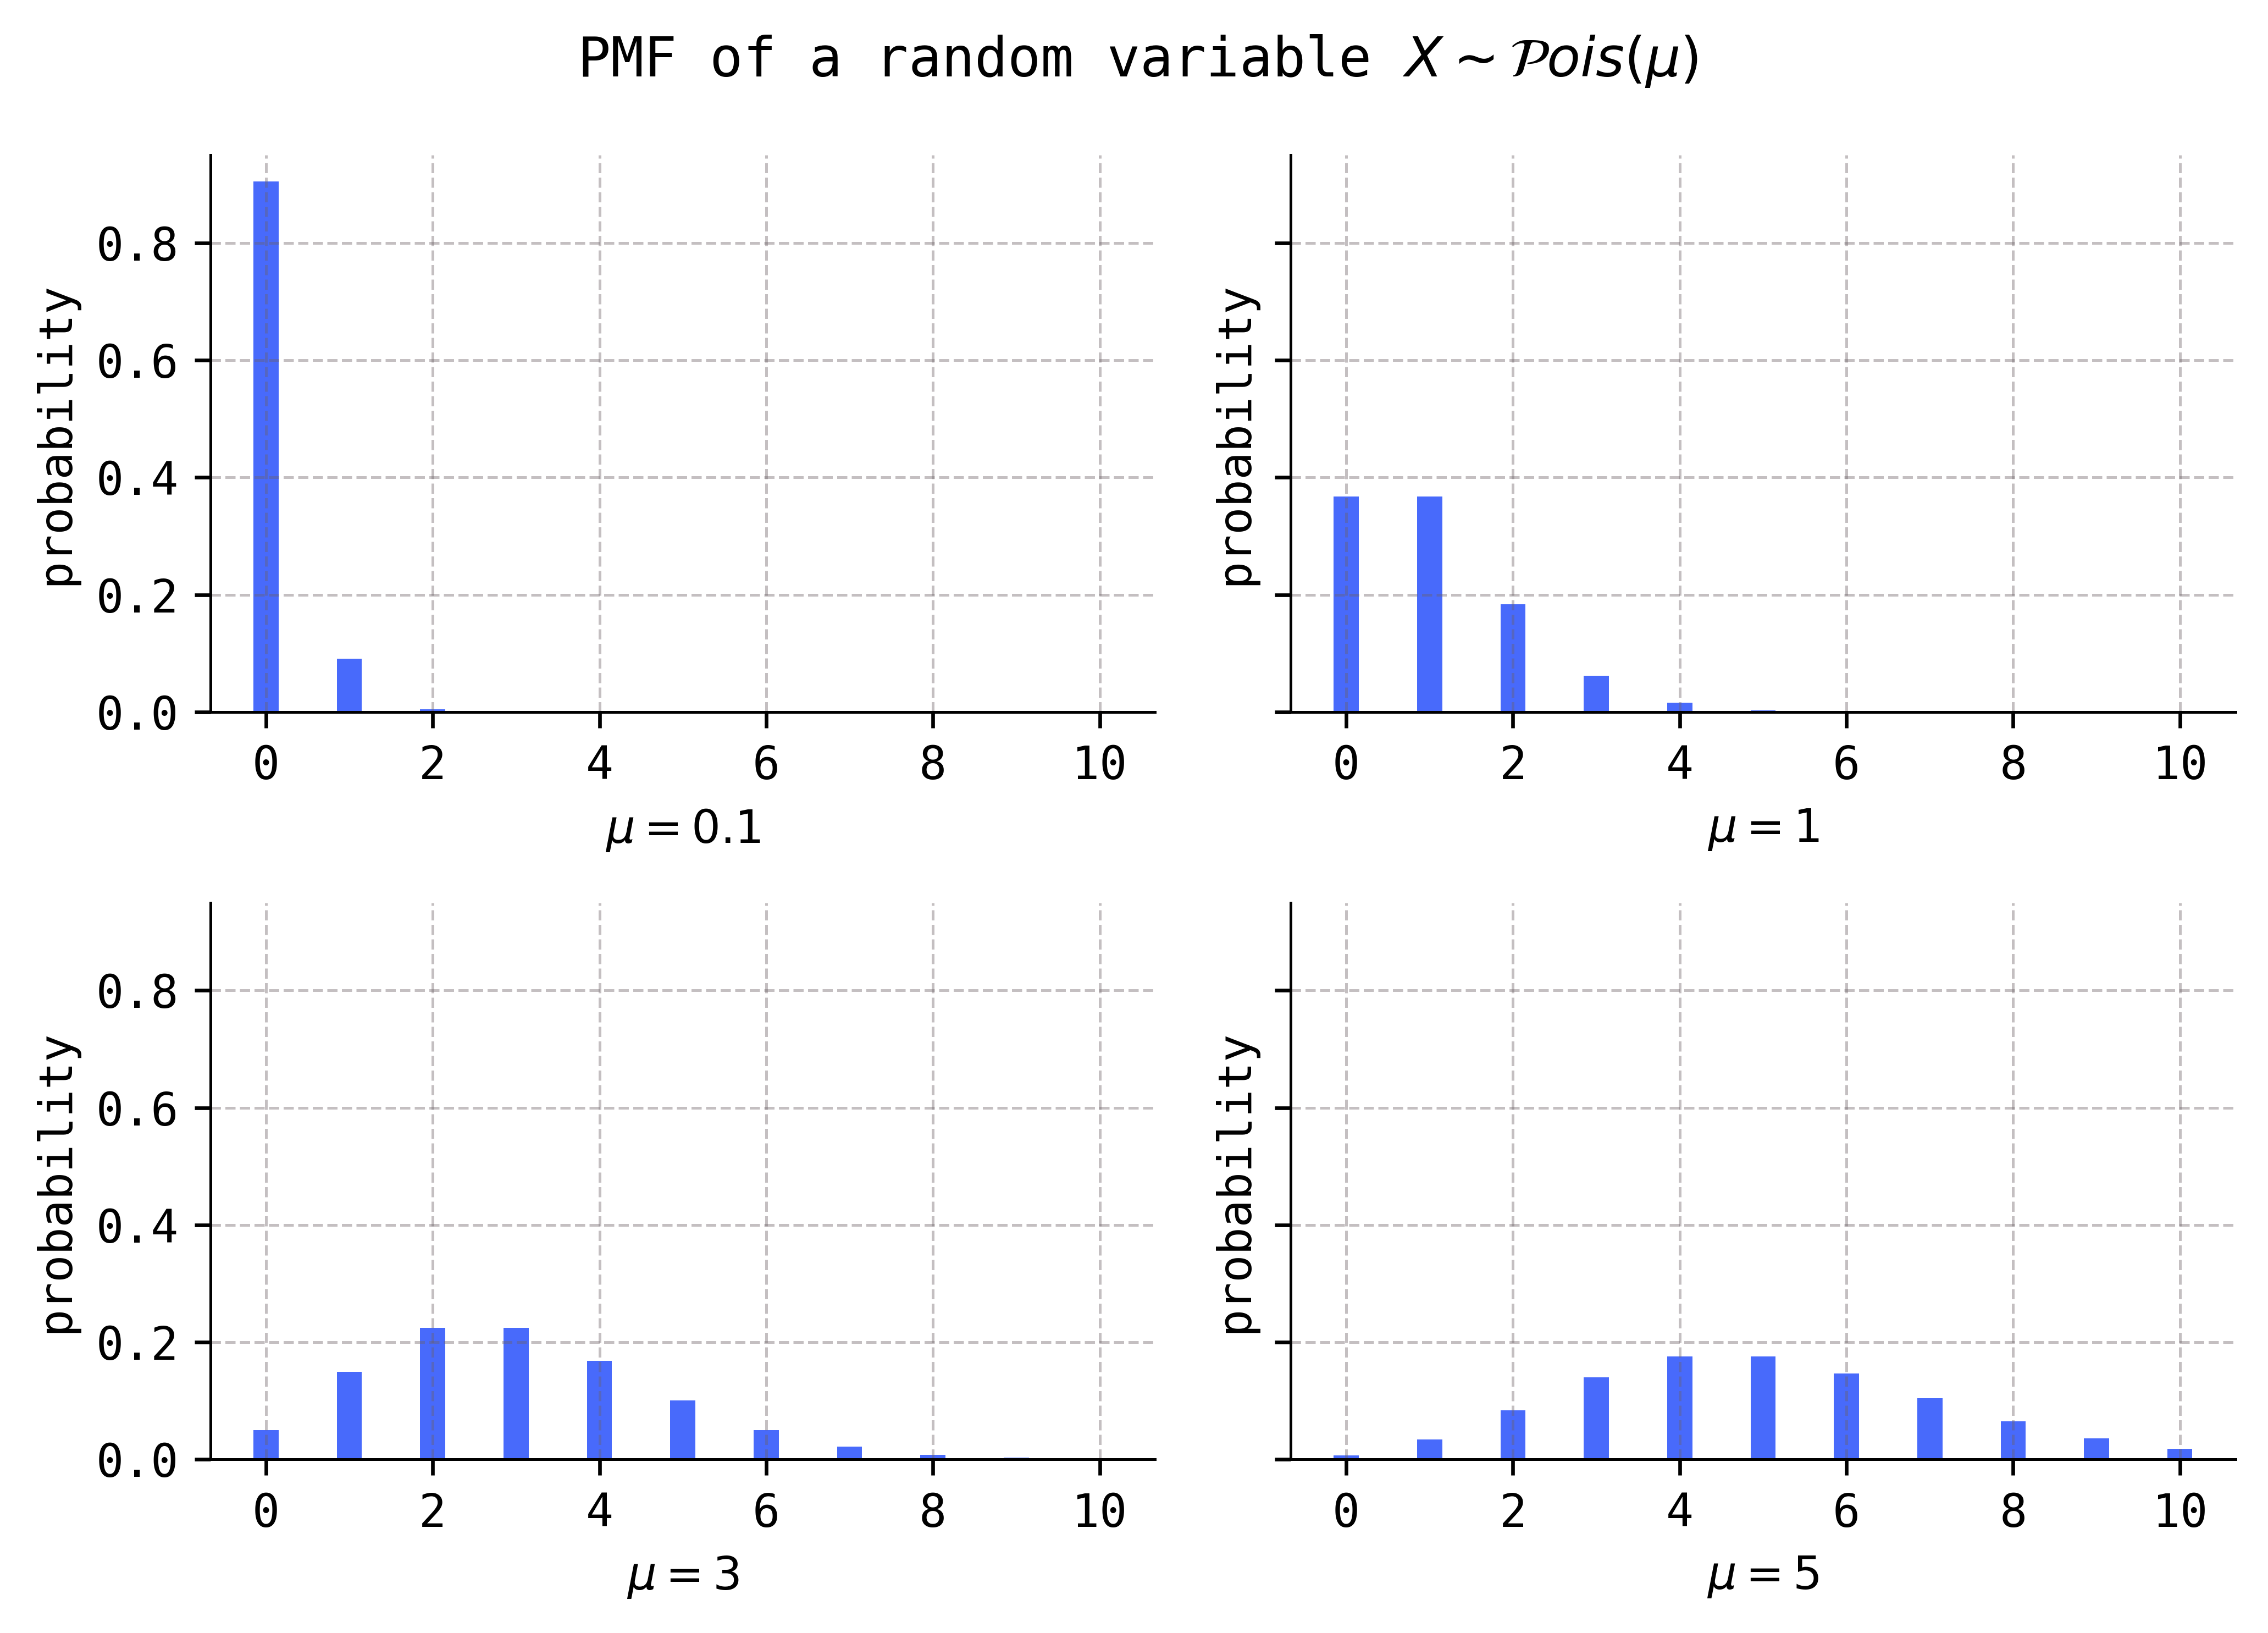 PMF of a random variable X ~ 𝒫ois(μ)
probability
0.8
0.6
0.4
0.2
0.0
0 2 4 6 8 10
μ = 0.1
probability
0 2 4 6 8 10
μ = 1
probability
0.8
0.6
0.4
0.2
0.0
0 2 4 6 8 10
μ = 3
probability
0 2 4 6 8 10
μ = 5